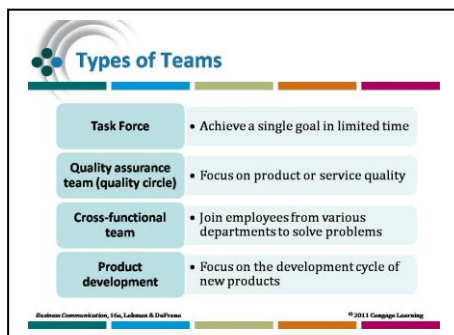 Types of Teams
Task Force
• Achieve a single goal in limited time
Quality assurance
team (quality circle)
• Focus on product or service quality
Cross-functional
team
• Join employees from various
departments to solve problems
Product
development
• Focus on the development cycle of
new products
Business Communication, 16e, Lehman & DuFrene
© 2011 Cengage Learning